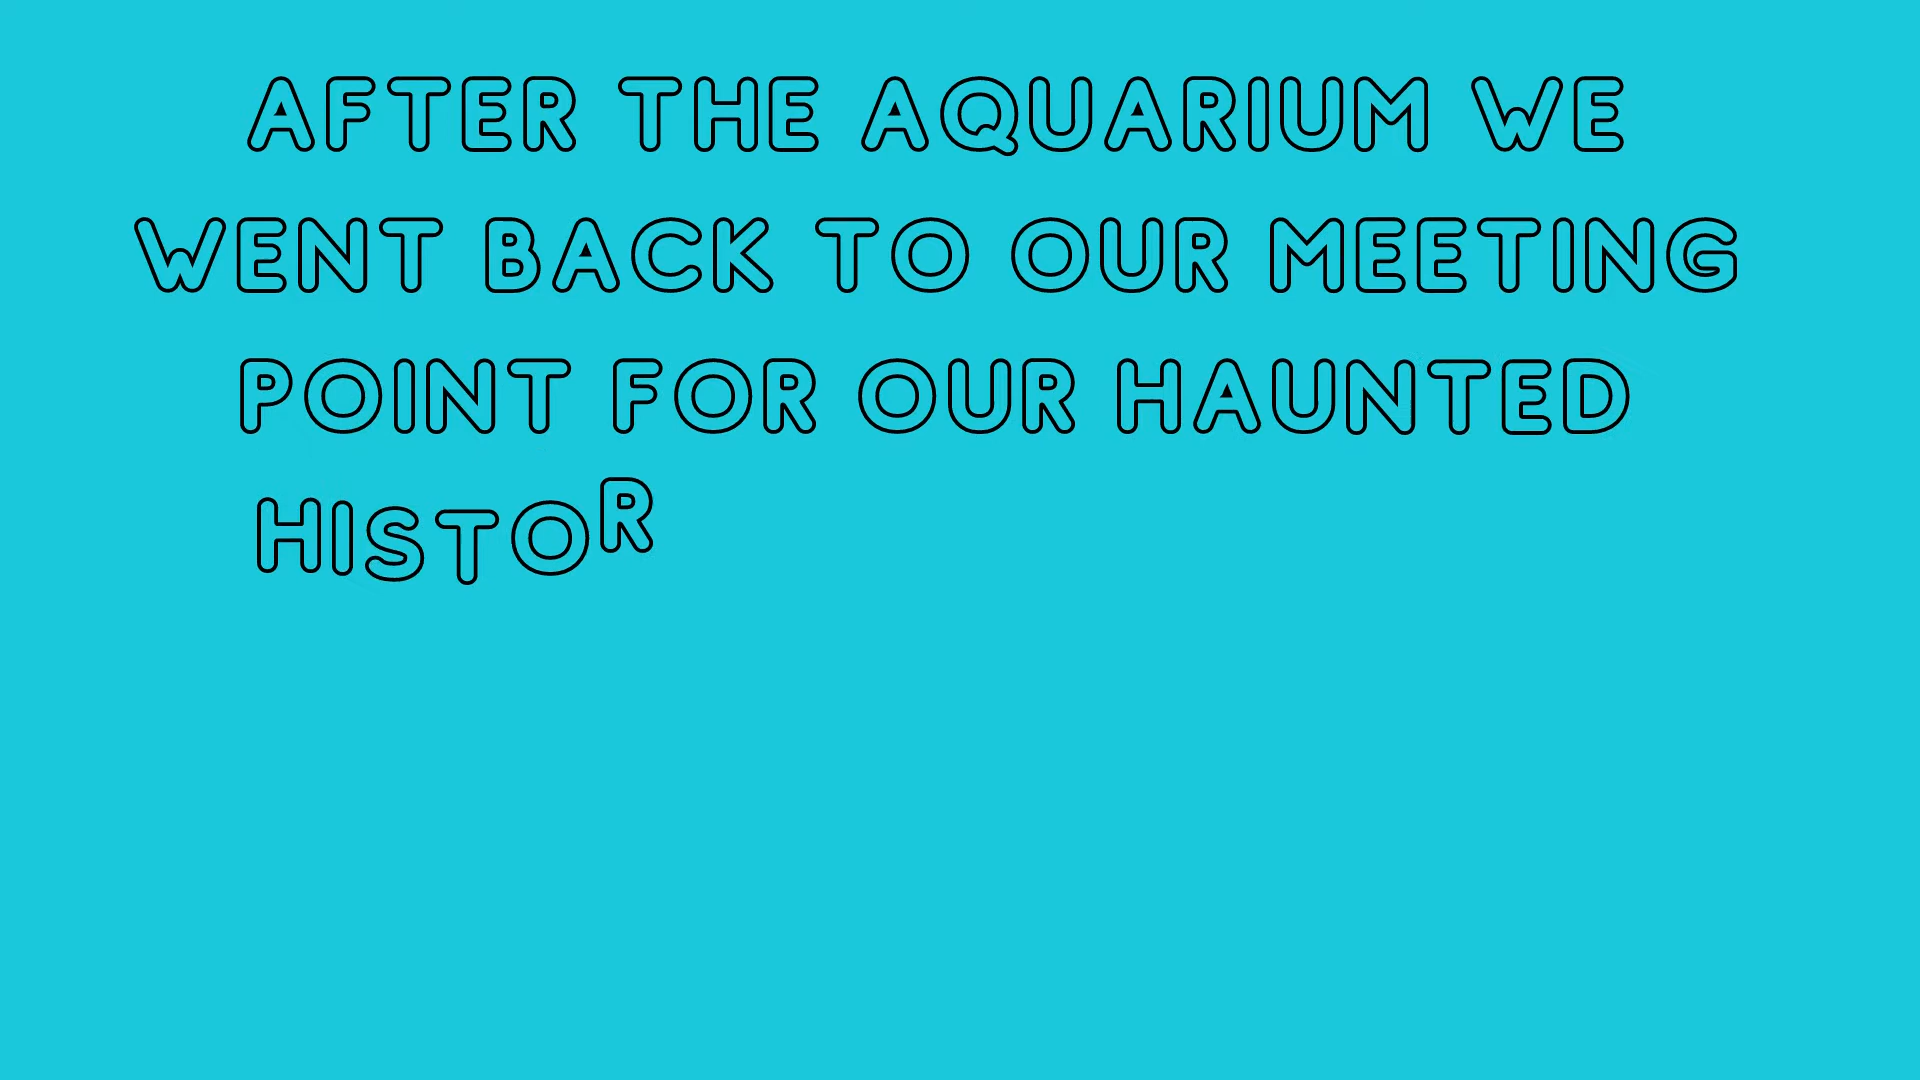 AFTER THE AQUARIUM WE
WENT BACK TO OUR MEETING
POINT FOR OUR HAUNTED
HISTOR